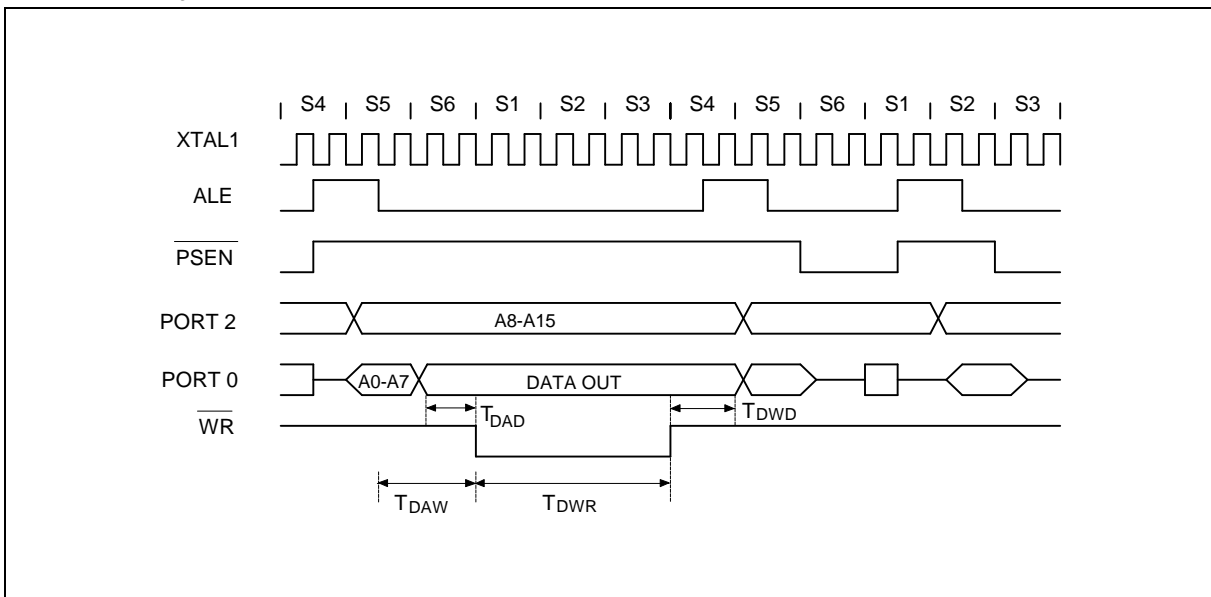 S4 S5 S6 S1 S2 S3 S4 S5 S6 S1 S2 S3
XTAL1
ALE
PSEN
PORT 2 A8-A15
PORT 0 A0-A7 DATA OUT
WR TDAD TDWD
TDAW TDWR